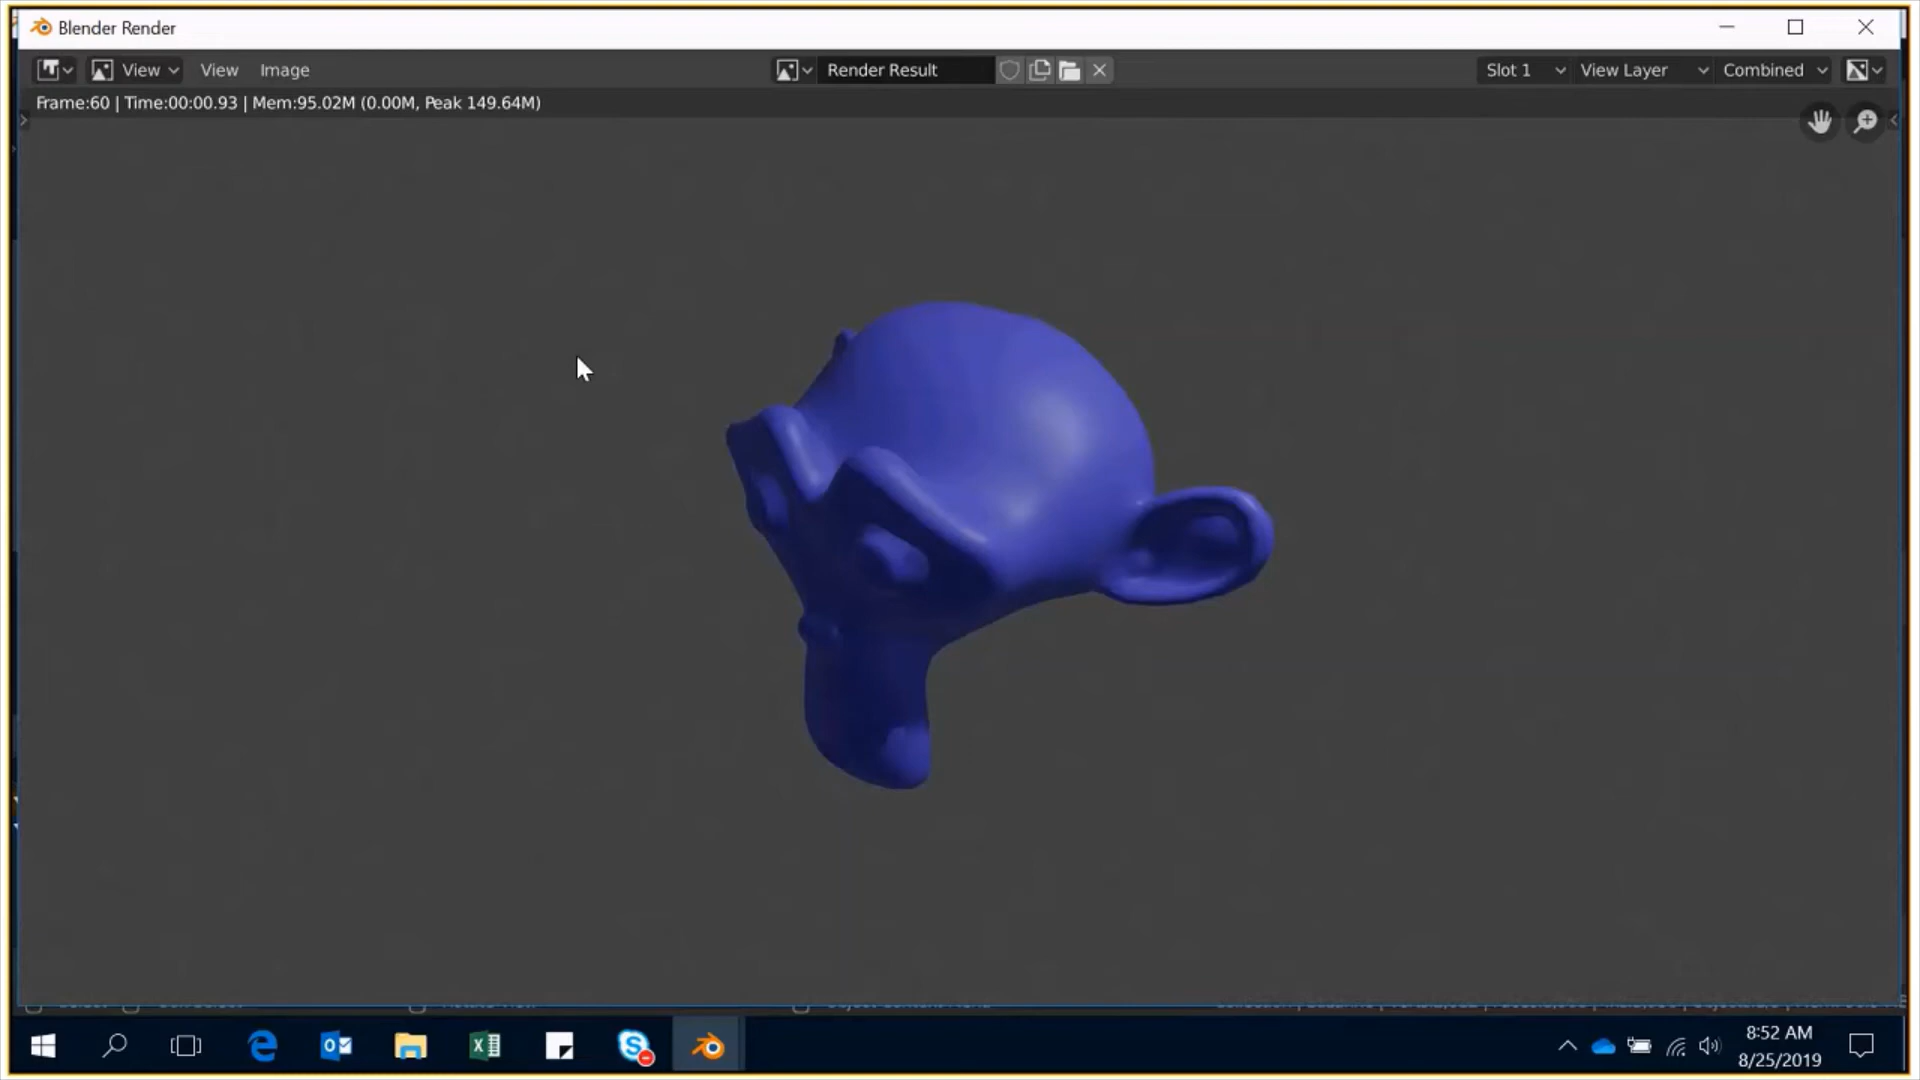 Blender Render
View View Image Render Result Slot 1 View Layer Combined
Frame:60 | Time:00:00.93 | Mem:95.02M (0.00M, Peak 149.64M)
8:52 AM
8/25/2019